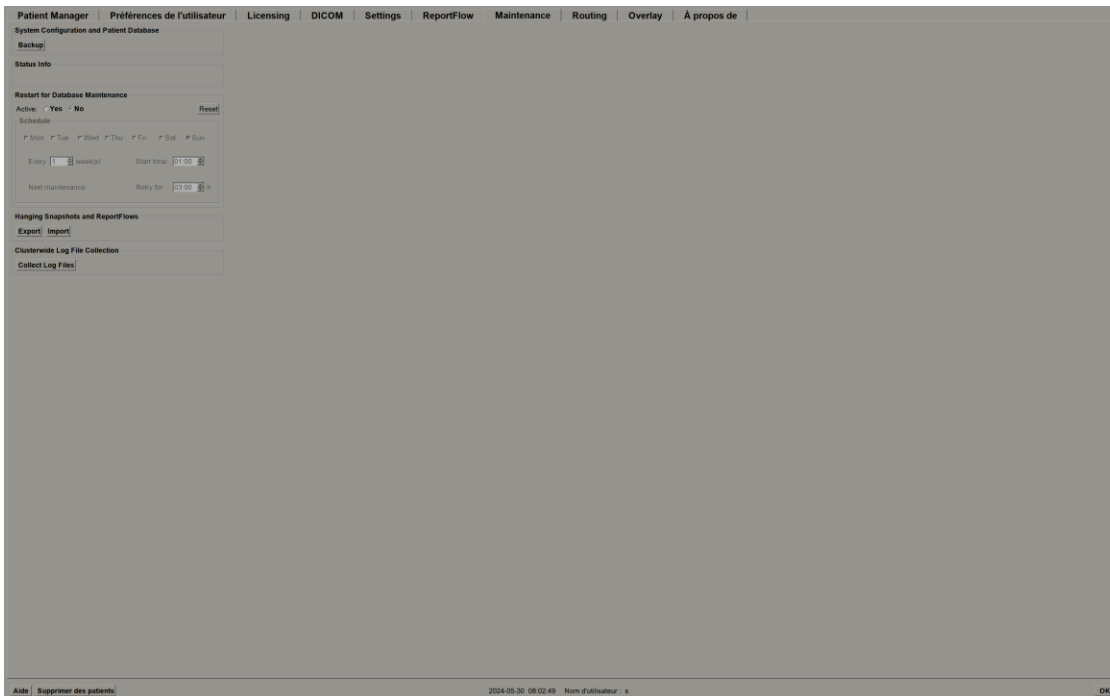 Patient Manager Préférences de l'utilisateur Licensing DICOM Settings ReportFlow Maintenance Routing Overlay À propos de
System Configuration and Patient Database
Backup
Status Info
Restart for Database Maintenance
Active: Yes No Reset
Schedule
Mon Tue Wed Thu Fri Sat Sun
Every 1 week(s) Start time: 01:00
Next maintenance: Retry for: 03:00 h
Hanging Snapshots and ReportFlows
Export Import
Clusterwide Log File Collection
Collect Log Files
Aide Supprimer des patients 2024-05-30 08:02:49 Nom d'utilisateur : s OK